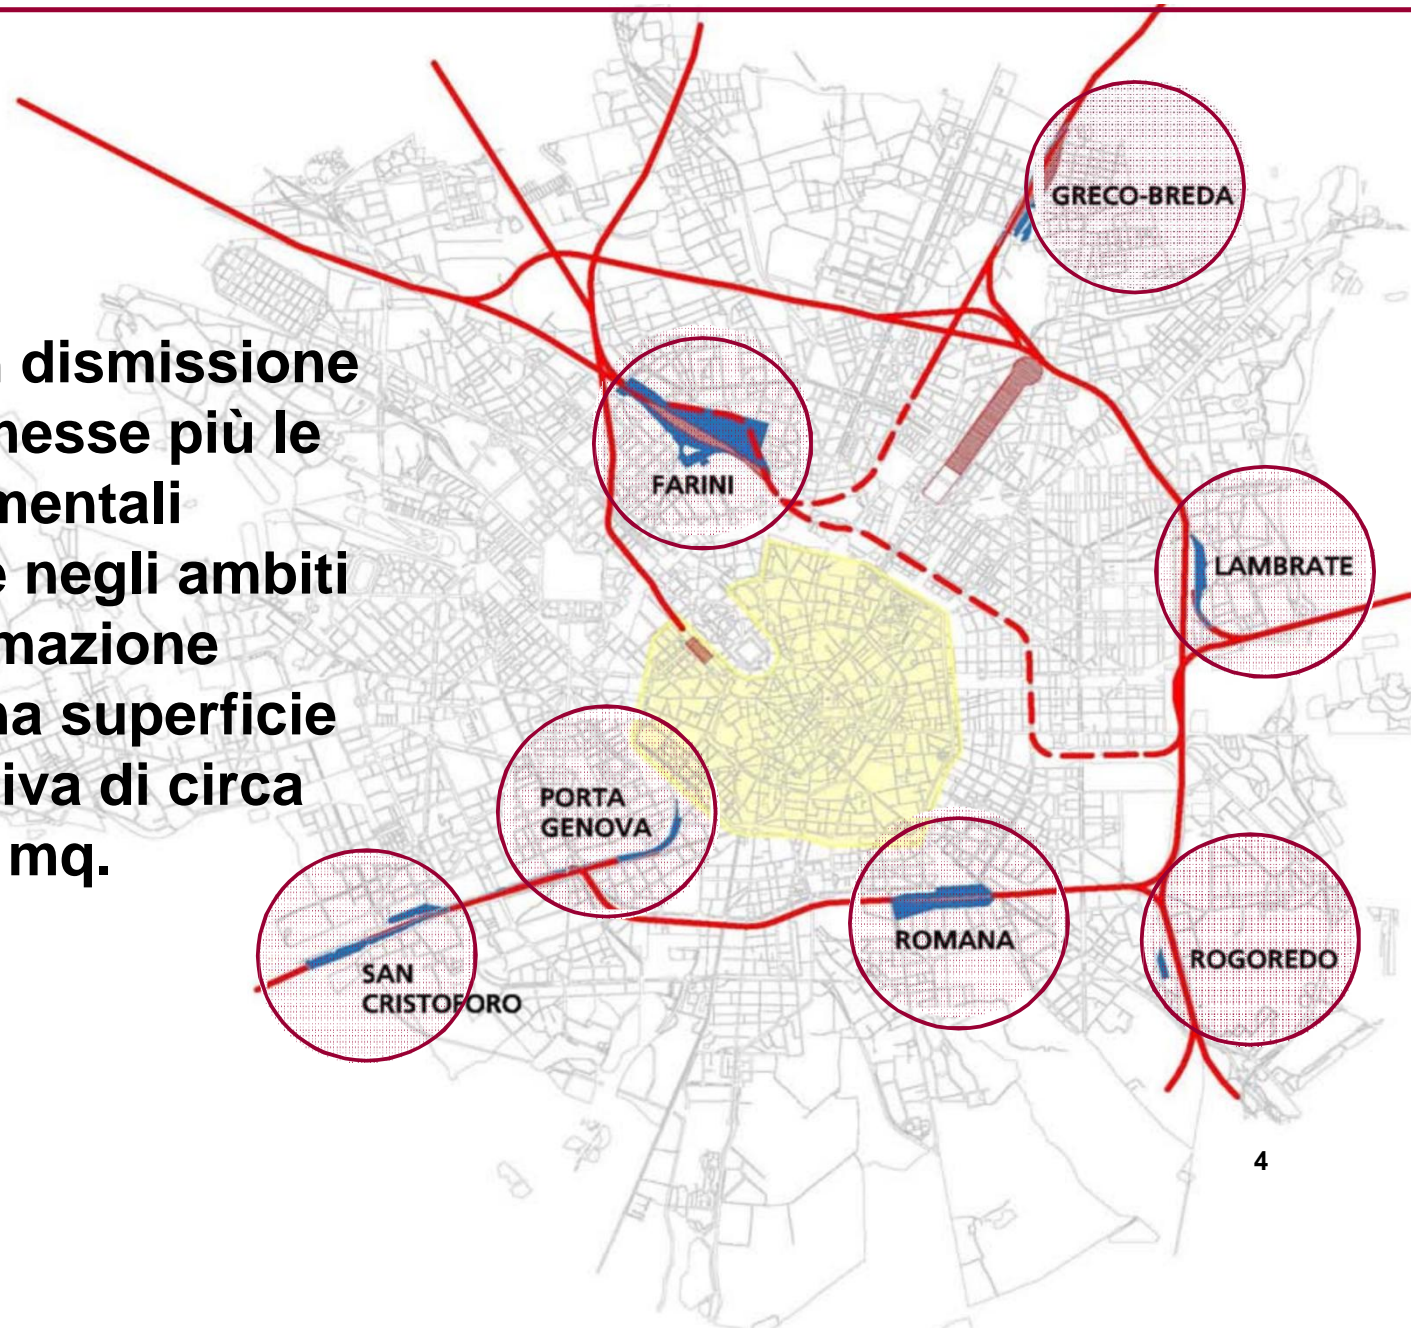 dismissione
messe più le
mentali
e negli ambiti
mazione
na superficie
iva di circa
mq.
GRECO-BREDA
FARINI
LAMBRATE
PORTA
GENOVA
ROMANA
ROGOREDO
SAN
CRISTOFORO
4